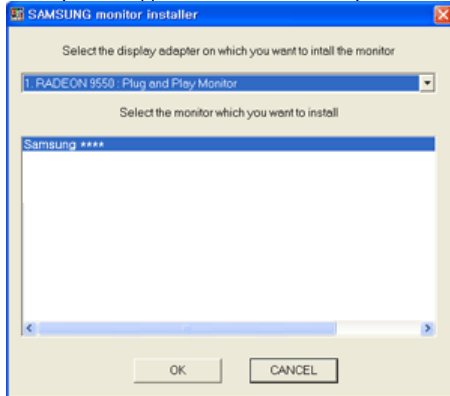 SAMSUNG monitor installer
Select the display adapter on which you want to intall the monitor
1. RADEON 9550 : Plug and Play Monitor
Select the monitor which you want to install
Samsung ****
OK CANCEL